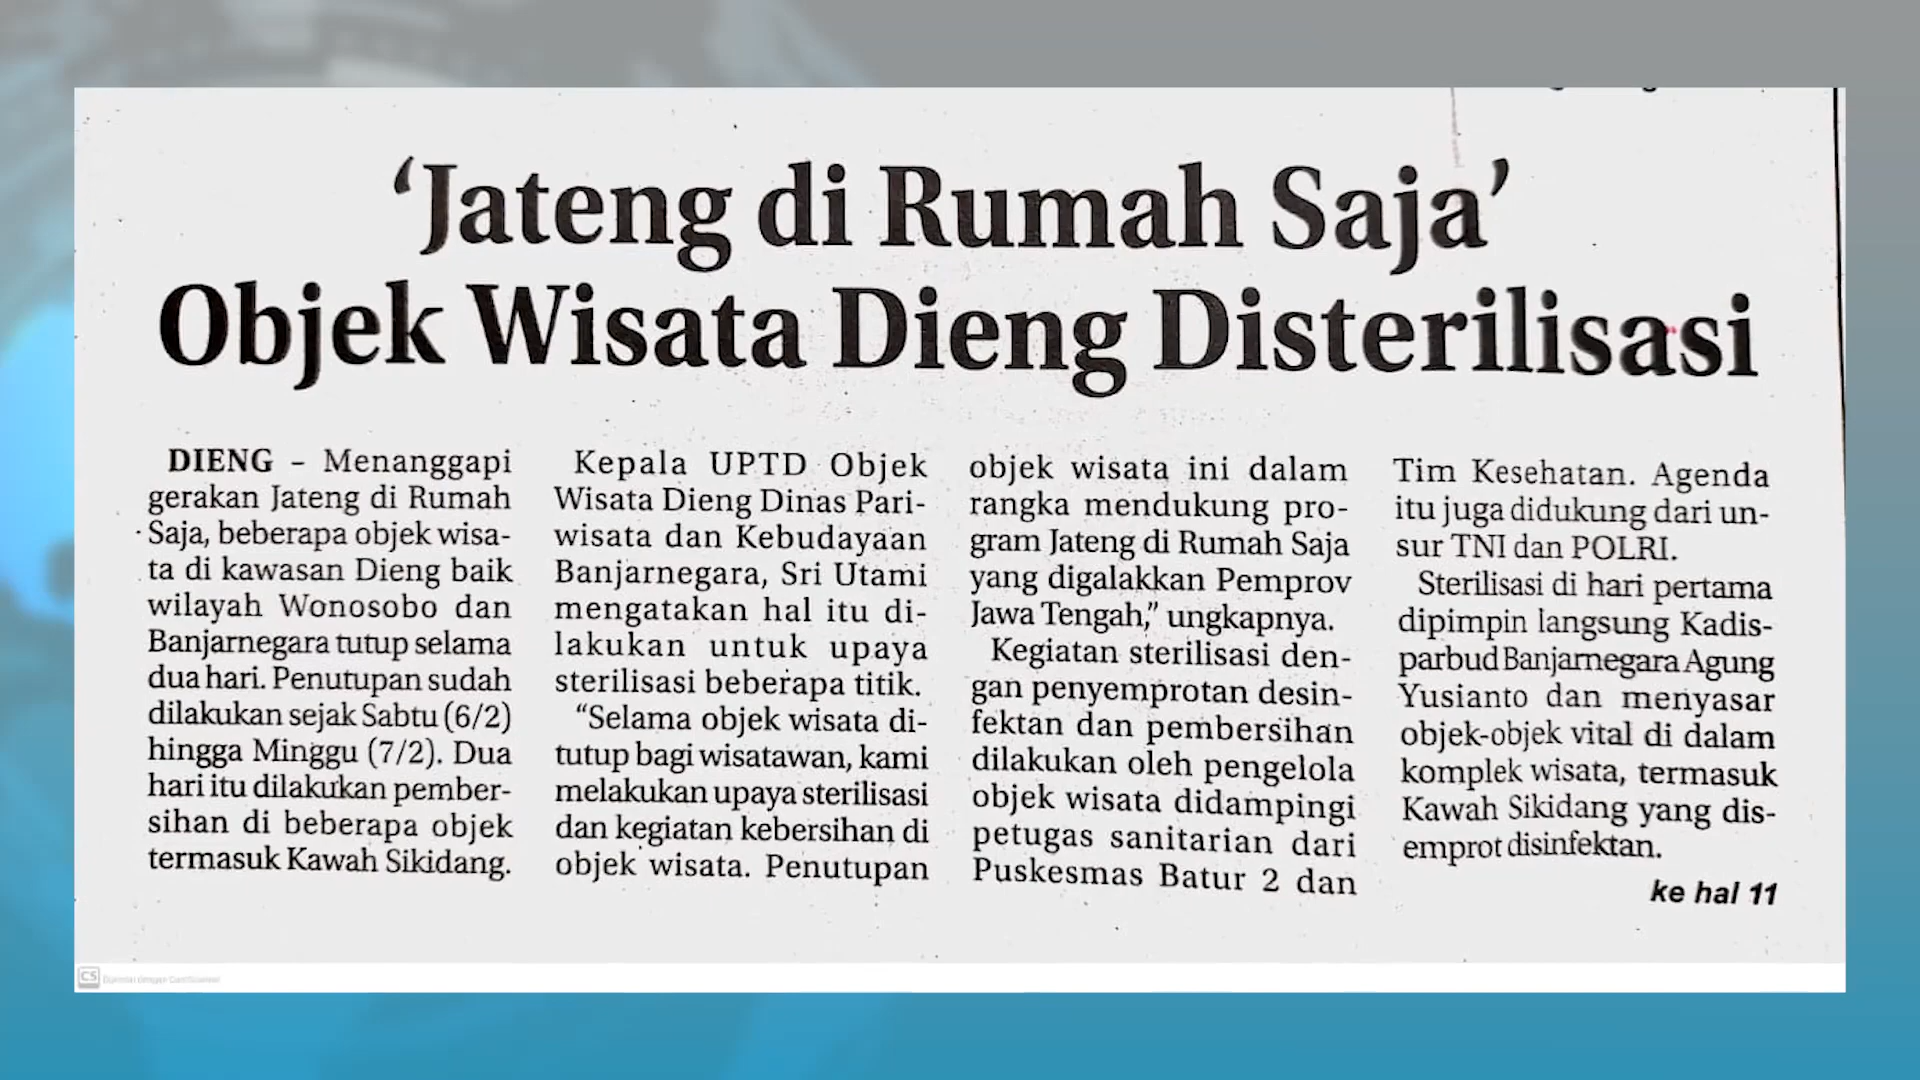 ‘Jateng di Rumah Saja’
Objek Wisata Dieng Disterilisasi
DIENG – Menanggapi
gerakan Jateng di Rumah
Saja, beberapa objek wisa-
ta di kawasan Dieng baik
wilayah Wonosobo dan
Banjarnegara tutup selama
dua hari. Penutupan sudah
dilakukan sejak Sabtu (6/2)
hingga Minggu (7/2). Dua
hari itu dilakukan pember-
sihan di beberapa objek
termasuk Kawah Sikidang.
Kepala UPTD Objek
Wisata Dieng Dinas Pari-
wisata dan Kebudayaan
Banjarnegara, Sri Utami
mengatakan hal itu di-
lakukan untuk upaya
sterilisasi beberapa titik.
“Selama objek wisata di-
tutup bagi wisatawan, kami
melakukan upaya sterilisasi
dan kegiatan kebersihan di
objek wisata. Penutupan
objek wisata ini dalam
rangka mendukung pro-
gram Jateng di Rumah Saja
yang digalakkan Pemprov
Jawa Tengah,” ungkapnya.
Kegiatan sterilisasi den-
gan penyemprotan desin-
fektan dan pembersihan
dilakukan oleh pengelola
objek wisata didampingi
petugas sanitarian dari
Puskesmas Batur 2 dan
Tim Kesehatan. Agenda
itu juga didukung dari un-
sur TNI dan POLRI.
Sterilisasi di hari pertama
dipimpin langsung Kadis-
parbud Banjarnegara Agung
Yusianto dan menyasar
objek-objek vital di dalam
komplek wisata, termasuk
Kawah Sikidang yang dis-
emprot disinfektan.
ke hal 11
CS Dipindai dengan CamScanner